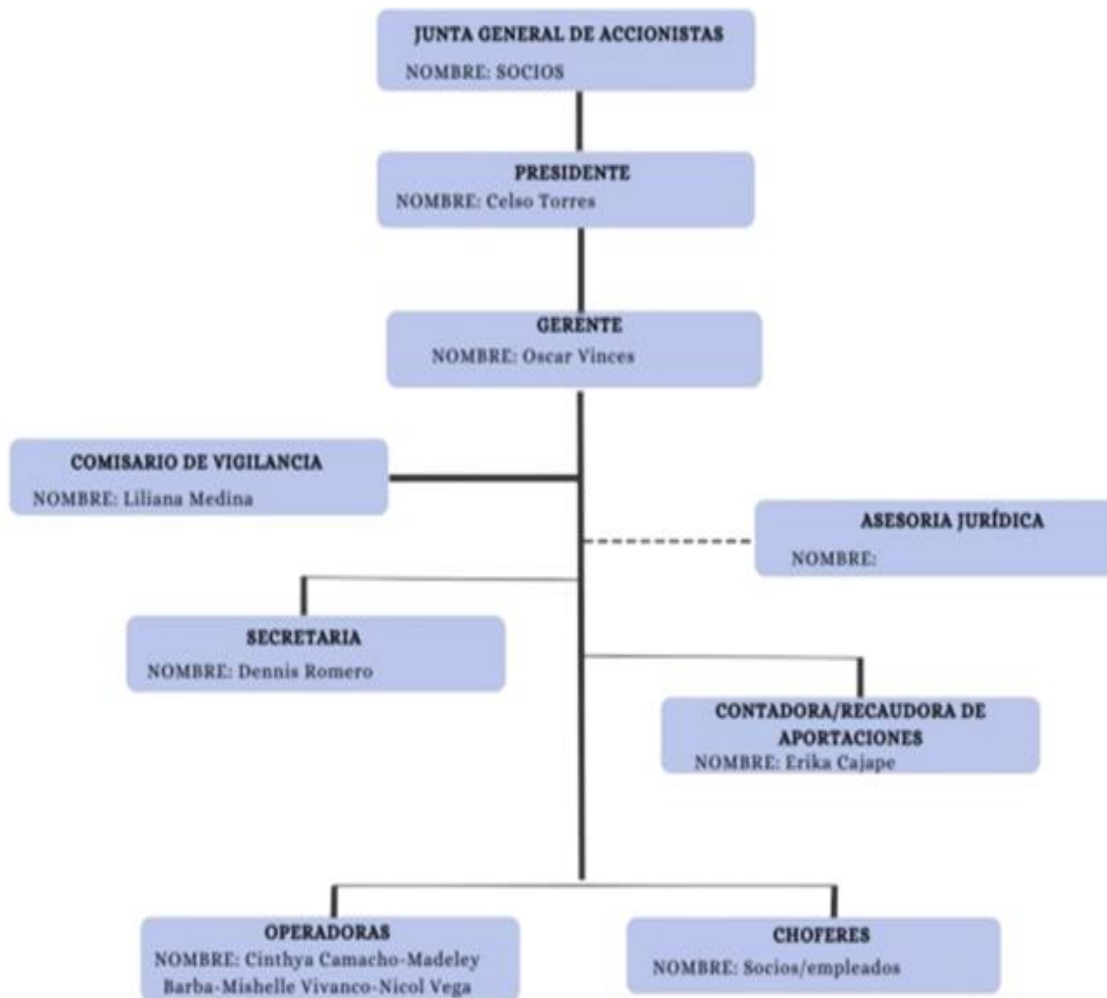 JUNTA GENERAL DE ACCIONISTAS
NOMBRE: SOCIOS
PRESIDENTE
NOMBRE: Celso Torres
GERENTE
NOMBRE: Oscar Vinces
COMISARIO DE VIGILANCIA
NOMBRE: Liliana Medina
ASESORIA JURÍDICA
NOMBRE:
SECRETARIA
NOMBRE: Dennis Romero
CONTADORA/RECAUDORA DE
APORTACIONES
NOMBRE: Erika Cajape
OPERADORAS
NOMBRE: Cinthya Camacho-Madeley
Barba-Mishelle Vivanco-Nicol Vega
CHOFERES
NOMBRE: Socios/empleados